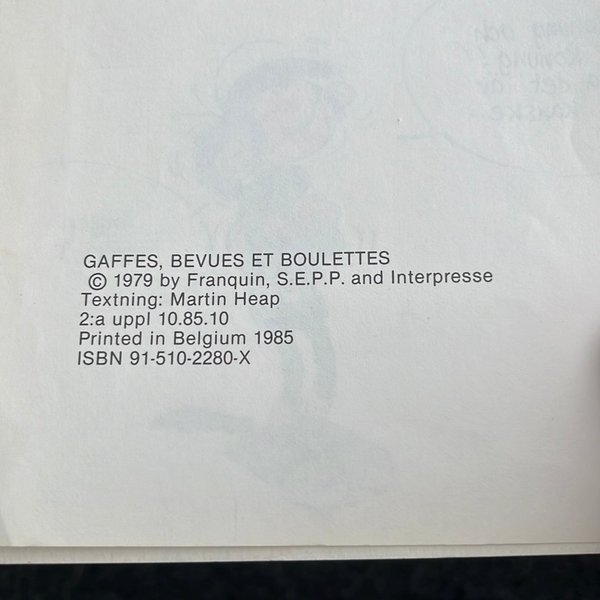 GAFFES, BEVUES ET BOULETTES
© 1979 by Franquin, S.E.P.P. and Interpresse
Textning: Martin Heap
2:a uppl 10.85.10
Printed in Belgium 1985
ISBN 91-510-2280-X